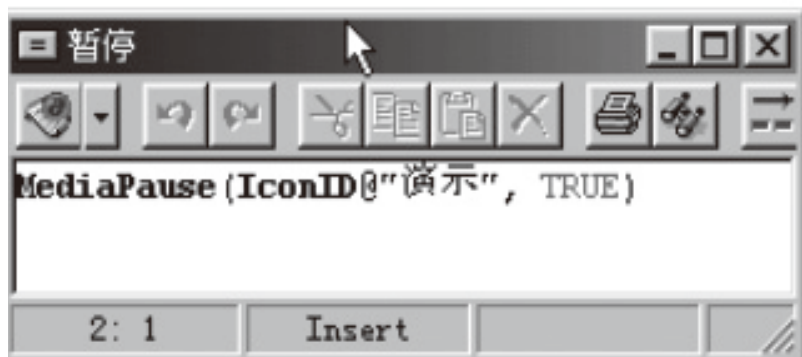 暂停
MediaPause(IconID@"演示", TRUE)
2: 1 Insert